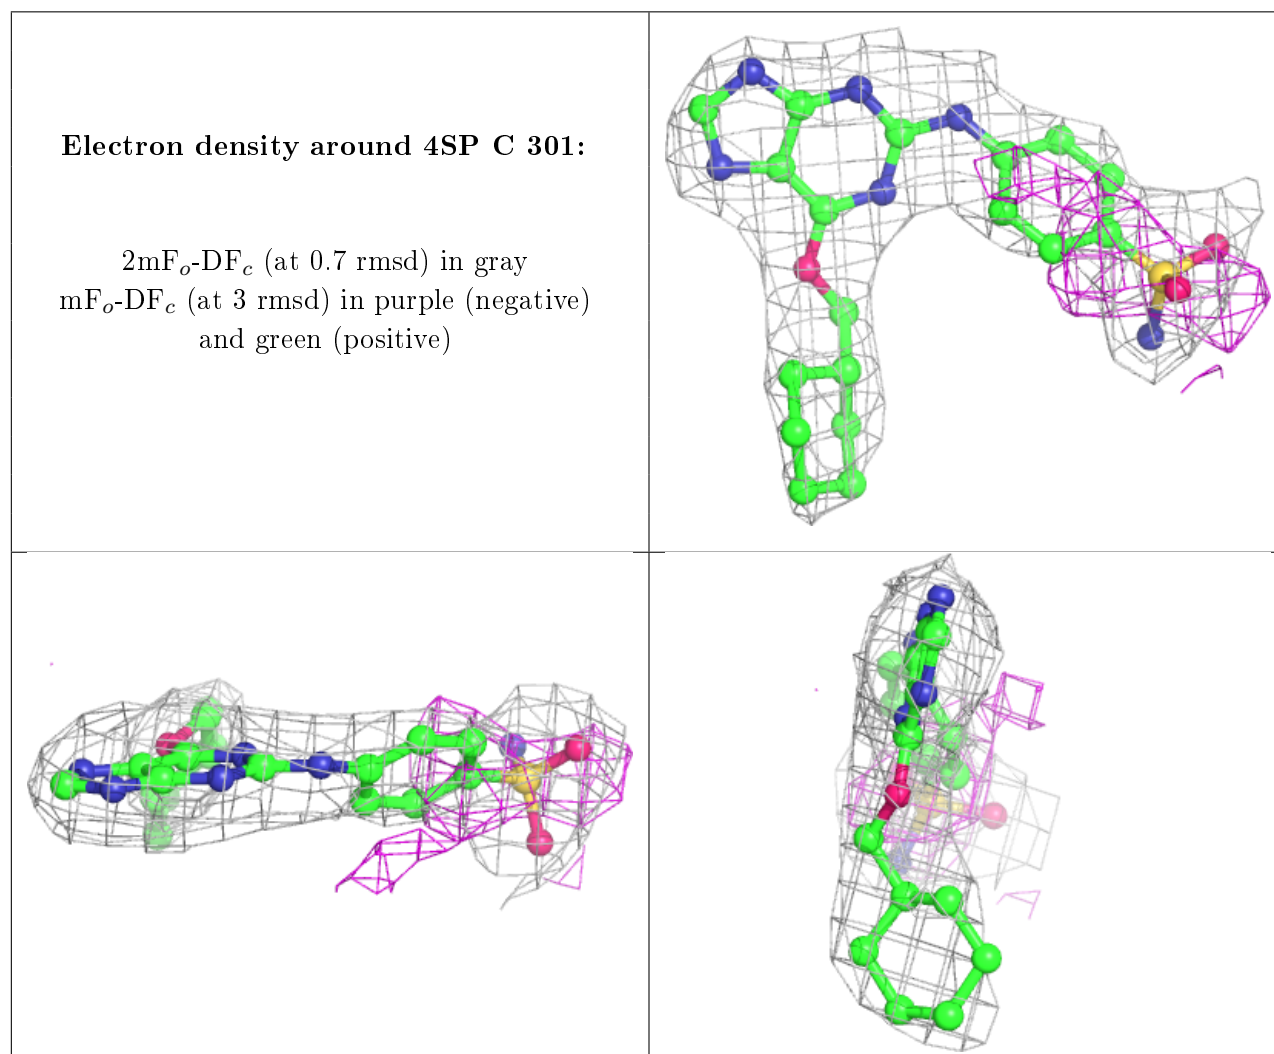 Electron density around 4SP C 301:
2mFo-DFc (at 0.7 rmsd) in gray
mFo-DFc (at 3 rmsd) in purple (negative)
and green (positive)